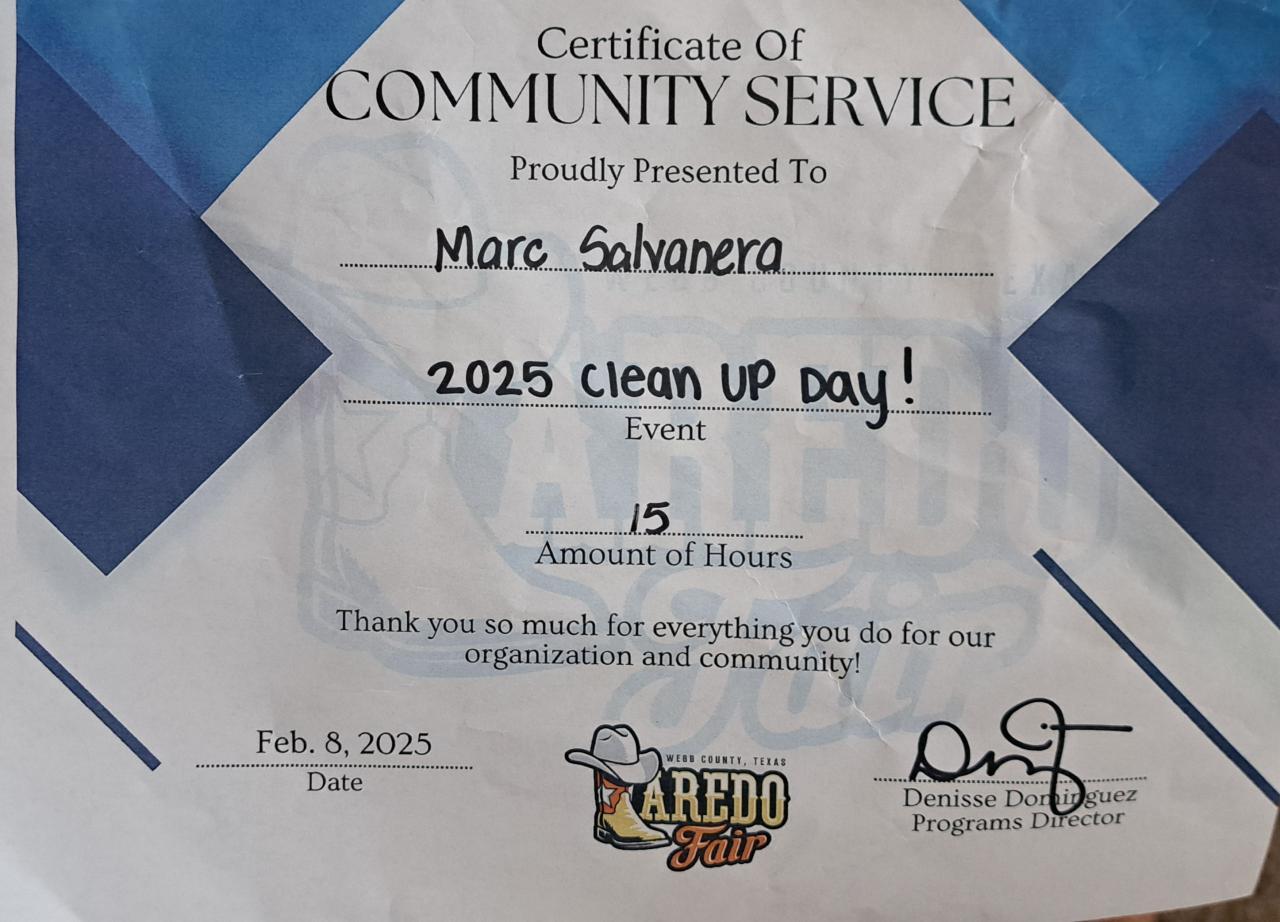 Certificate Of
COMMUNITY SERVICE
Proudly Presented To
Marc Salvanera
2025 Clean UP Day!
Event
15
Amount of Hours
Thank you so much for everything you do for our
organization and community!
Feb. 8, 2025
Date
WEBB COUNTY, TEXAS
LAREDO
Fair
Denisse Dominguez
Programs Director